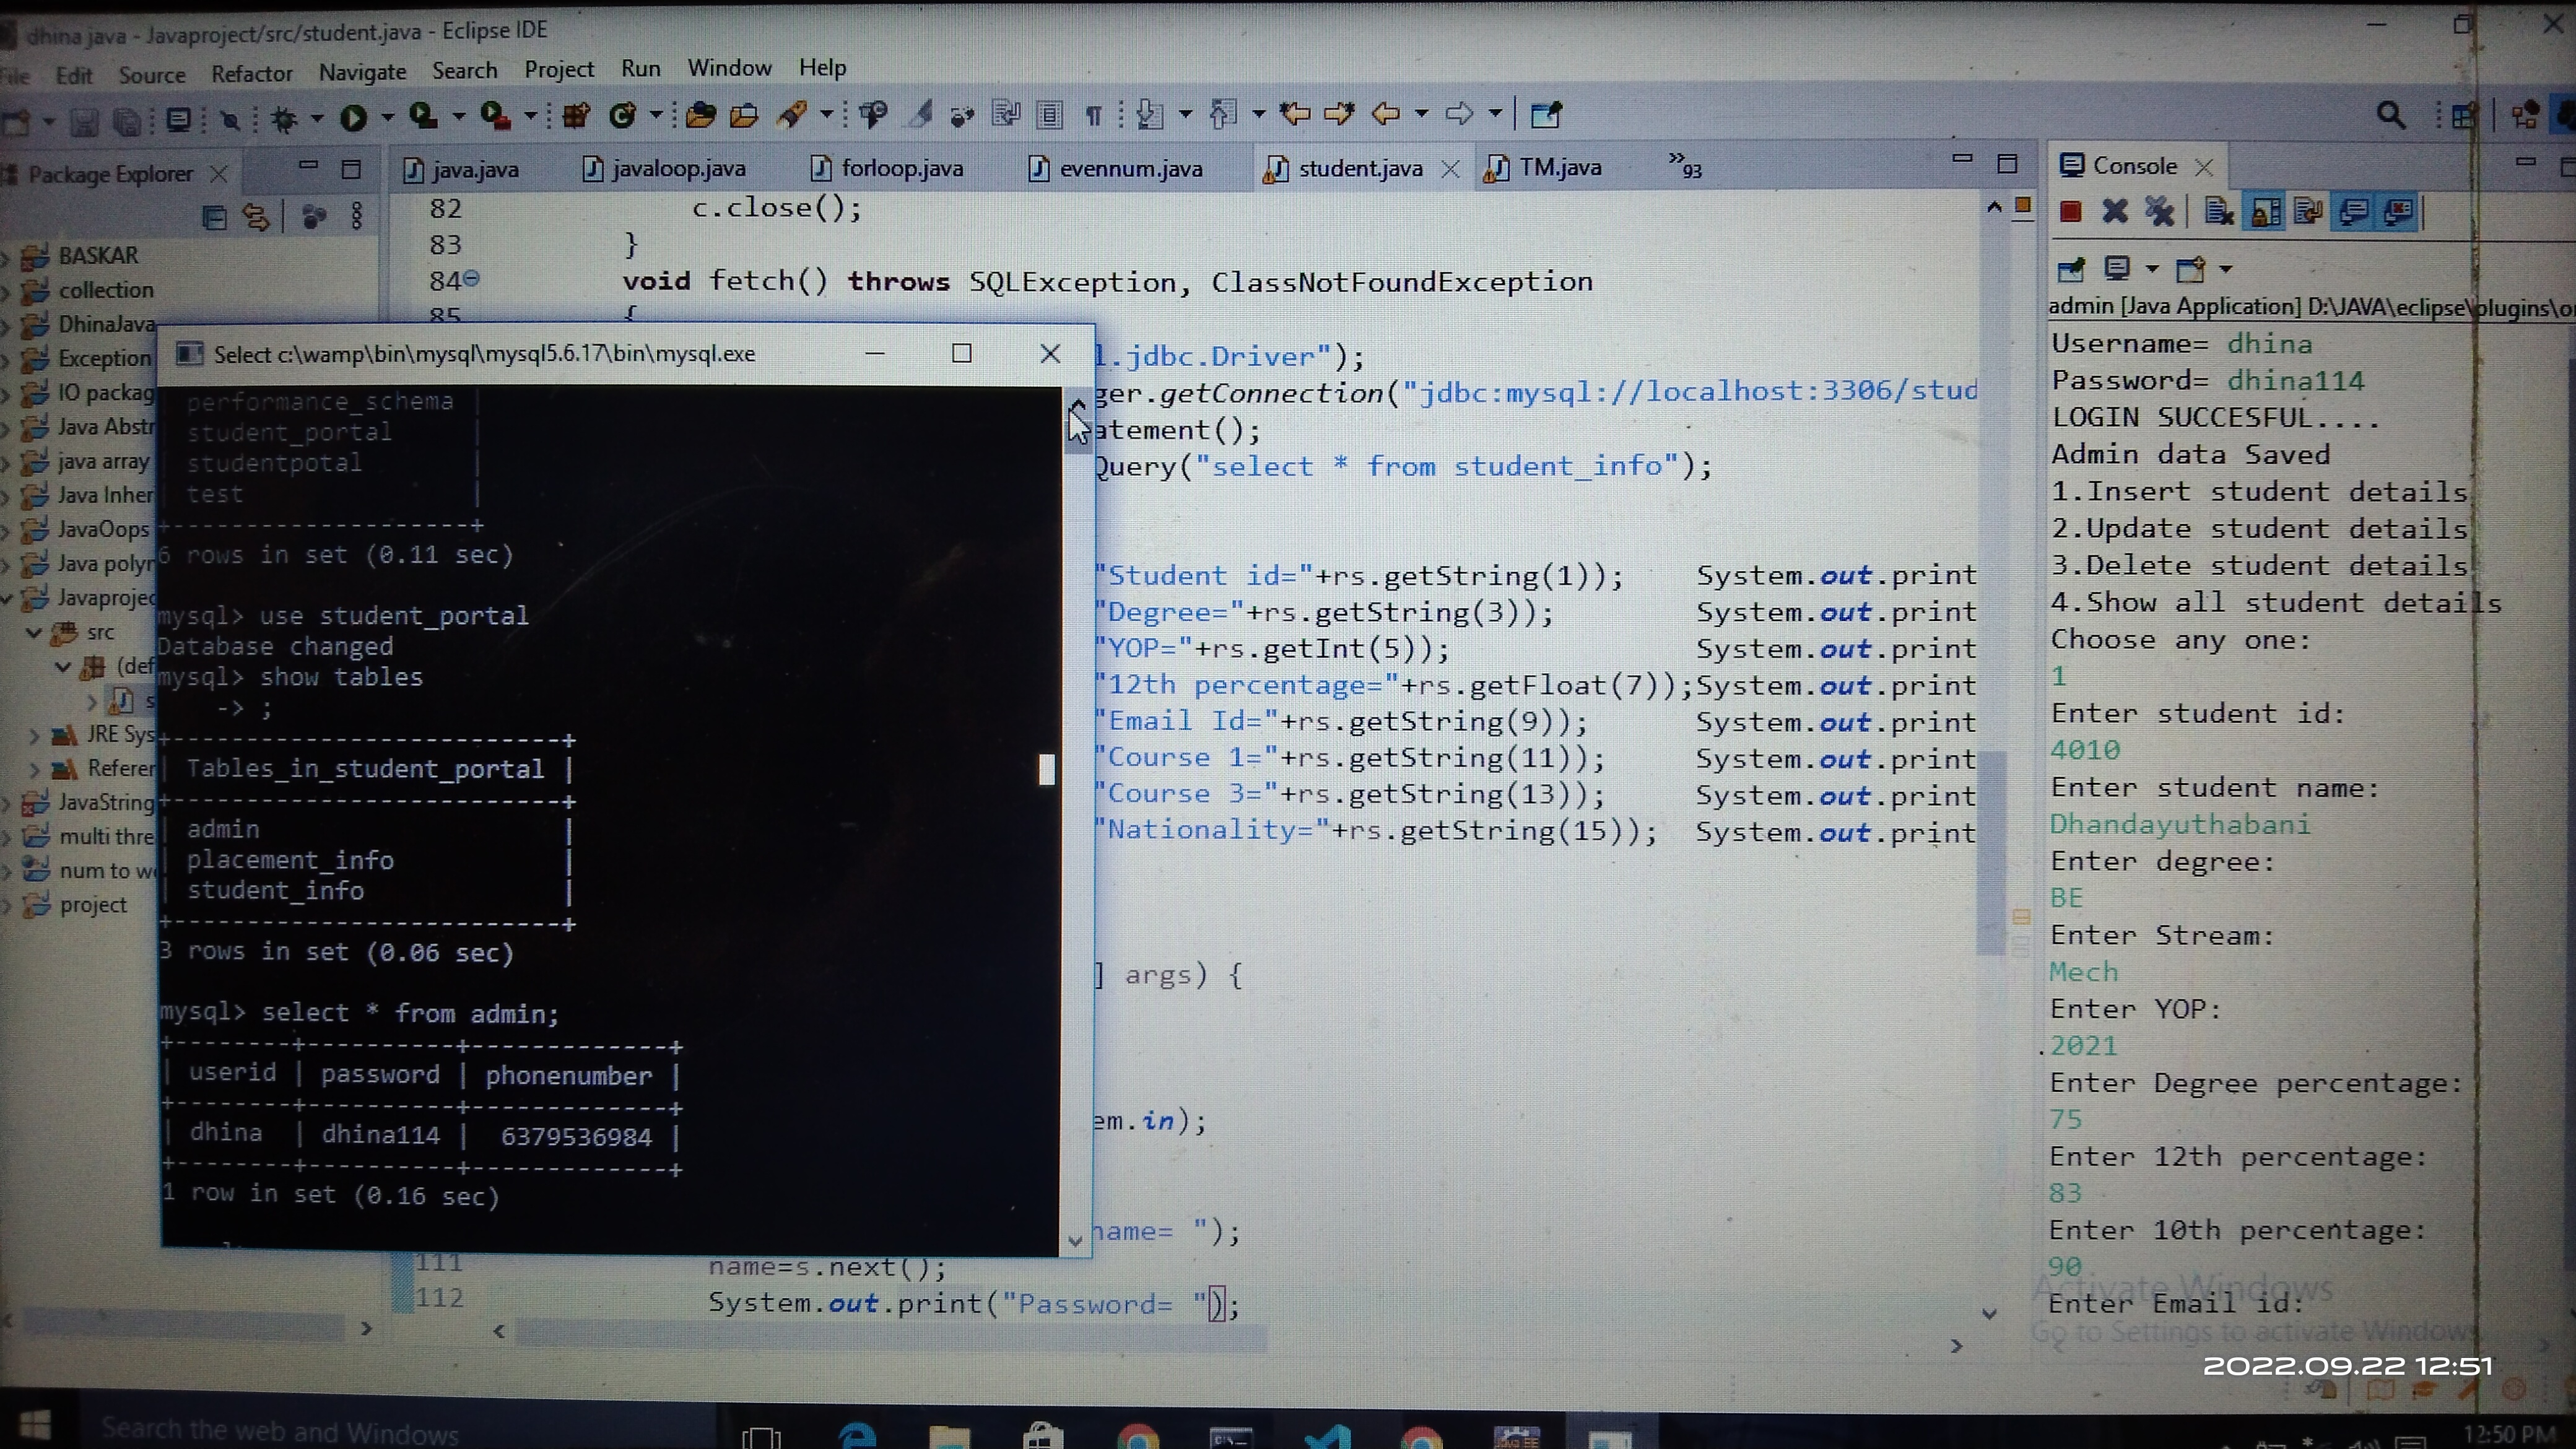 dhina java - Javaproject/src/student.java - Eclipse IDE
File Edit Source Refactor Navigate Search Project Run Window Help
Package Explorer
BASKAR
collection
DhinaJava
Exception
IO packag
Java Abstr
java array
Java Inher
JavaOops
Java polyr
Javaprojec
src
(def
s
JRE Sys
Referer
JavaString
multi thre
num to w
project
java.java javaloop.java forloop.java evennum.java student.java TM.java »93
82 c.close();
83 }
84 void fetch() throws SQLException, ClassNotFoundException
85 {
l.jdbc.Driver");
ger.getConnection("jdbc:mysql://localhost:3306/stud
atement();
Query("select * from student_info");
"Student id="+rs.getString(1)); System.out.print
"Degree="+rs.getString(3)); System.out.print
"YOP="+rs.getInt(5)); System.out.print
"12th percentage="+rs.getFloat(7));System.out.print
"Email Id="+rs.getString(9)); System.out.print
"Course 1="+rs.getString(11)); System.out.print
"Course 3="+rs.getString(13)); System.out.print
"Nationality="+rs.getString(15)); System.out.print
] args) {
em.in);
name= ");
111 name=s.next();
112 System.out.print("Password= ");
Select c:\wamp\bin\mysql\mysql5.6.17\bin\mysql.exe
| performance_schema |
| student_portal |
| studentpotal |
| test |
+--------------------+
6 rows in set (0.11 sec)
mysql> use student_portal
Database changed
mysql> show tables
-> ;
+--------------------------+
| Tables_in_student_portal |
+--------------------------+
| admin |
| placement_info |
| student_info |
+--------------------------+
3 rows in set (0.06 sec)
mysql> select * from admin;
+--------+----------+-------------+
| userid | password | phonenumber |
+--------+----------+-------------+
| dhina | dhina114 | 6379536984 |
+--------+----------+-------------+
1 row in set (0.16 sec)
Console
admin [Java Application] D:\JAVA\eclipse\plugins\o
Username= dhina
Password= dhina114
LOGIN SUCCESFUL....
Admin data Saved
1.Insert student details
2.Update student details
3.Delete student details
4.Show all student details
Choose any one:
1
Enter student id:
4010
Enter student name:
Dhandayuthabani
Enter degree:
BE
Enter Stream:
Mech
Enter YOP:
2021
Enter Degree percentage:
75
Enter 12th percentage:
83
Enter 10th percentage:
90
Enter Email id:
Activate Windows
Go to Settings to activate Windows
2022.09.22 12:51
Search the web and Windows
12:50 PM